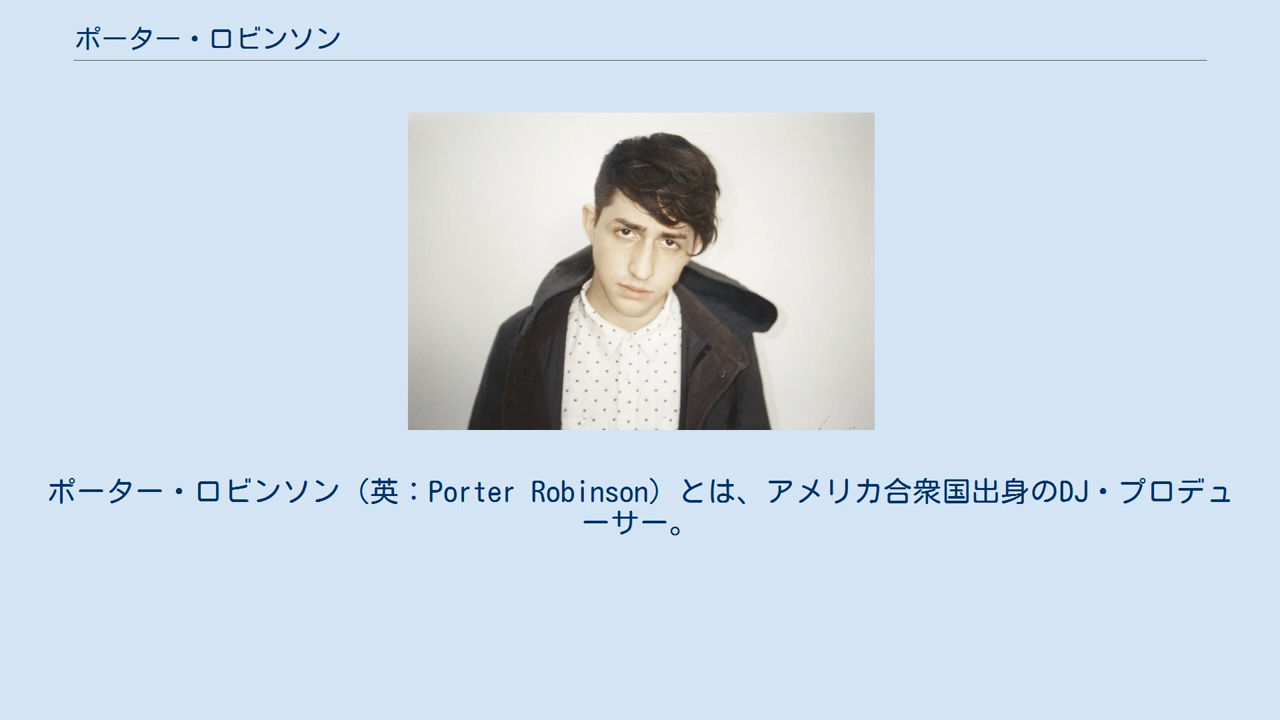 ポーター・ロビンソン
ポーター・ロビンソン（英：Porter Robinson）とは、アメリカ合衆国出身のDJ・プロデュ
ーサー。